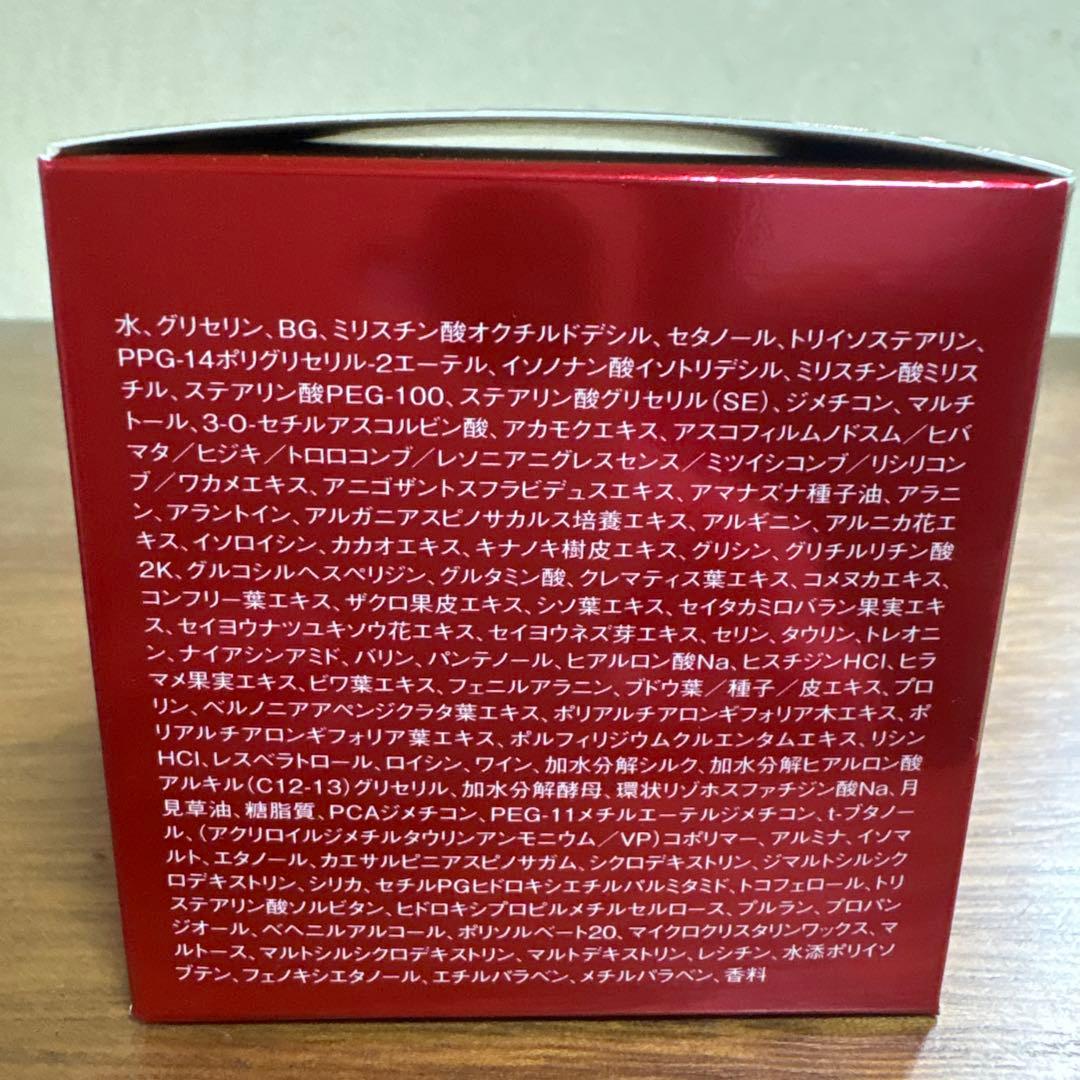 水、グリセリン、BG、ミリスチン酸オクチルドデシル、セタノール、トリイソステアリン、
PPG-14ポリグリセリル-2エーテル、イソノナン酸イソトリデシル、ミリスチン酸ミリス
チル、ステアリン酸PEG-100、ステアリン酸グリセリル（SE）、ジメチコン、マルチ
トール、3-O-セチルアスコルビン酸、アカモクエキス、アスコフィルムノドスム／ヒバ
マタ／ヒジキ／トロロコンブ／レソニアニグレスセンス／ミツイシコンブ／リシリコン
ブ／ワカメエキス、アニゴザントスフラビデュスエキス、アマナズナ種子油、アラニ
ン、アラントイン、アルガニアスピノサカルス培養エキス、アルギニン、アルニカ花エ
キス、イソロイシン、カカオエキス、キナノキ樹皮エキス、グリシン、グリチルリチン酸
2K、グルコシルヘスペリジン、グルタミン酸、クレマティス葉エキス、コメヌカエキス、
コンフリー葉エキス、ザクロ果皮エキス、シソ葉エキス、セイタカミロバラン果実エキ
ス、セイヨウナツユキソウ花エキス、セイヨウネズ芽エキス、セリン、タウリン、トレオニ
ン、ナイアシンアミド、バリン、パンテノール、ヒアルロン酸Na、ヒスチジンHCl、ヒラ
マメ果実エキス、ビワ葉エキス、フェニルアラニン、ブドウ葉／種子／皮エキス、プロ
リン、ベルノニアアペンジクラタ葉エキス、ポリアルチアロンギフォリア木エキス、ポ
リアルチアロンギフォリア葉エキス、ポルフィリジウムクルエンタムエキス、リシン
HCl、レスベラトロール、ロイシン、ワイン、加水分解シルク、加水分解ヒアルロン酸
アルキル（C12-13）グリセリル、加水分解酵母、環状リゾホスファチジン酸Na、月
見草油、糖脂質、PCAジメチコン、PEG-11メチルエーテルジメチコン、t-ブタノー
ル、（アクリロイルジメチルタウリンアンモニウム／VP）コポリマー、アルミナ、イソマ
ルト、エタノール、カエサルピニアスピノサガム、シクロデキストリン、ジマルトシルシク
ロデキストリン、シリカ、セチルPGヒドロキシエチルパルミタミド、トコフェロール、トリ
ステアリン酸ソルビタン、ヒドロキシプロピルメチルセルロース、プルラン、プロパン
ジオール、ベヘニルアルコール、ポリソルベート20、マイクロクリスタリンワックス、マ
ルトース、マルトシルシクロデキストリン、マルトデキストリン、レシチン、水添ポリイソ
ブテン、フェノキシエタノール、エチルパラベン、メチルパラベン、香料